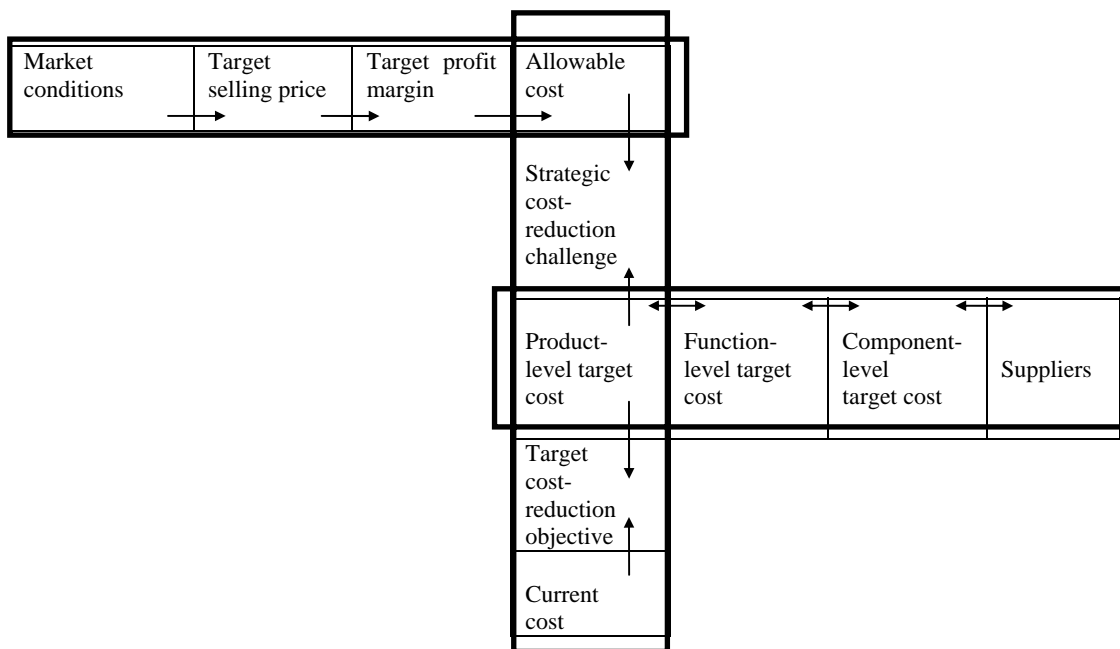 Market
conditions
Target
selling price
Target profit
margin
Allowable
cost
Strategic
cost-
reduction
challenge
Product-
level target
cost
Function-
level target
cost
Component-
level
target cost
Suppliers
Target
cost-
reduction
objective
Current
cost